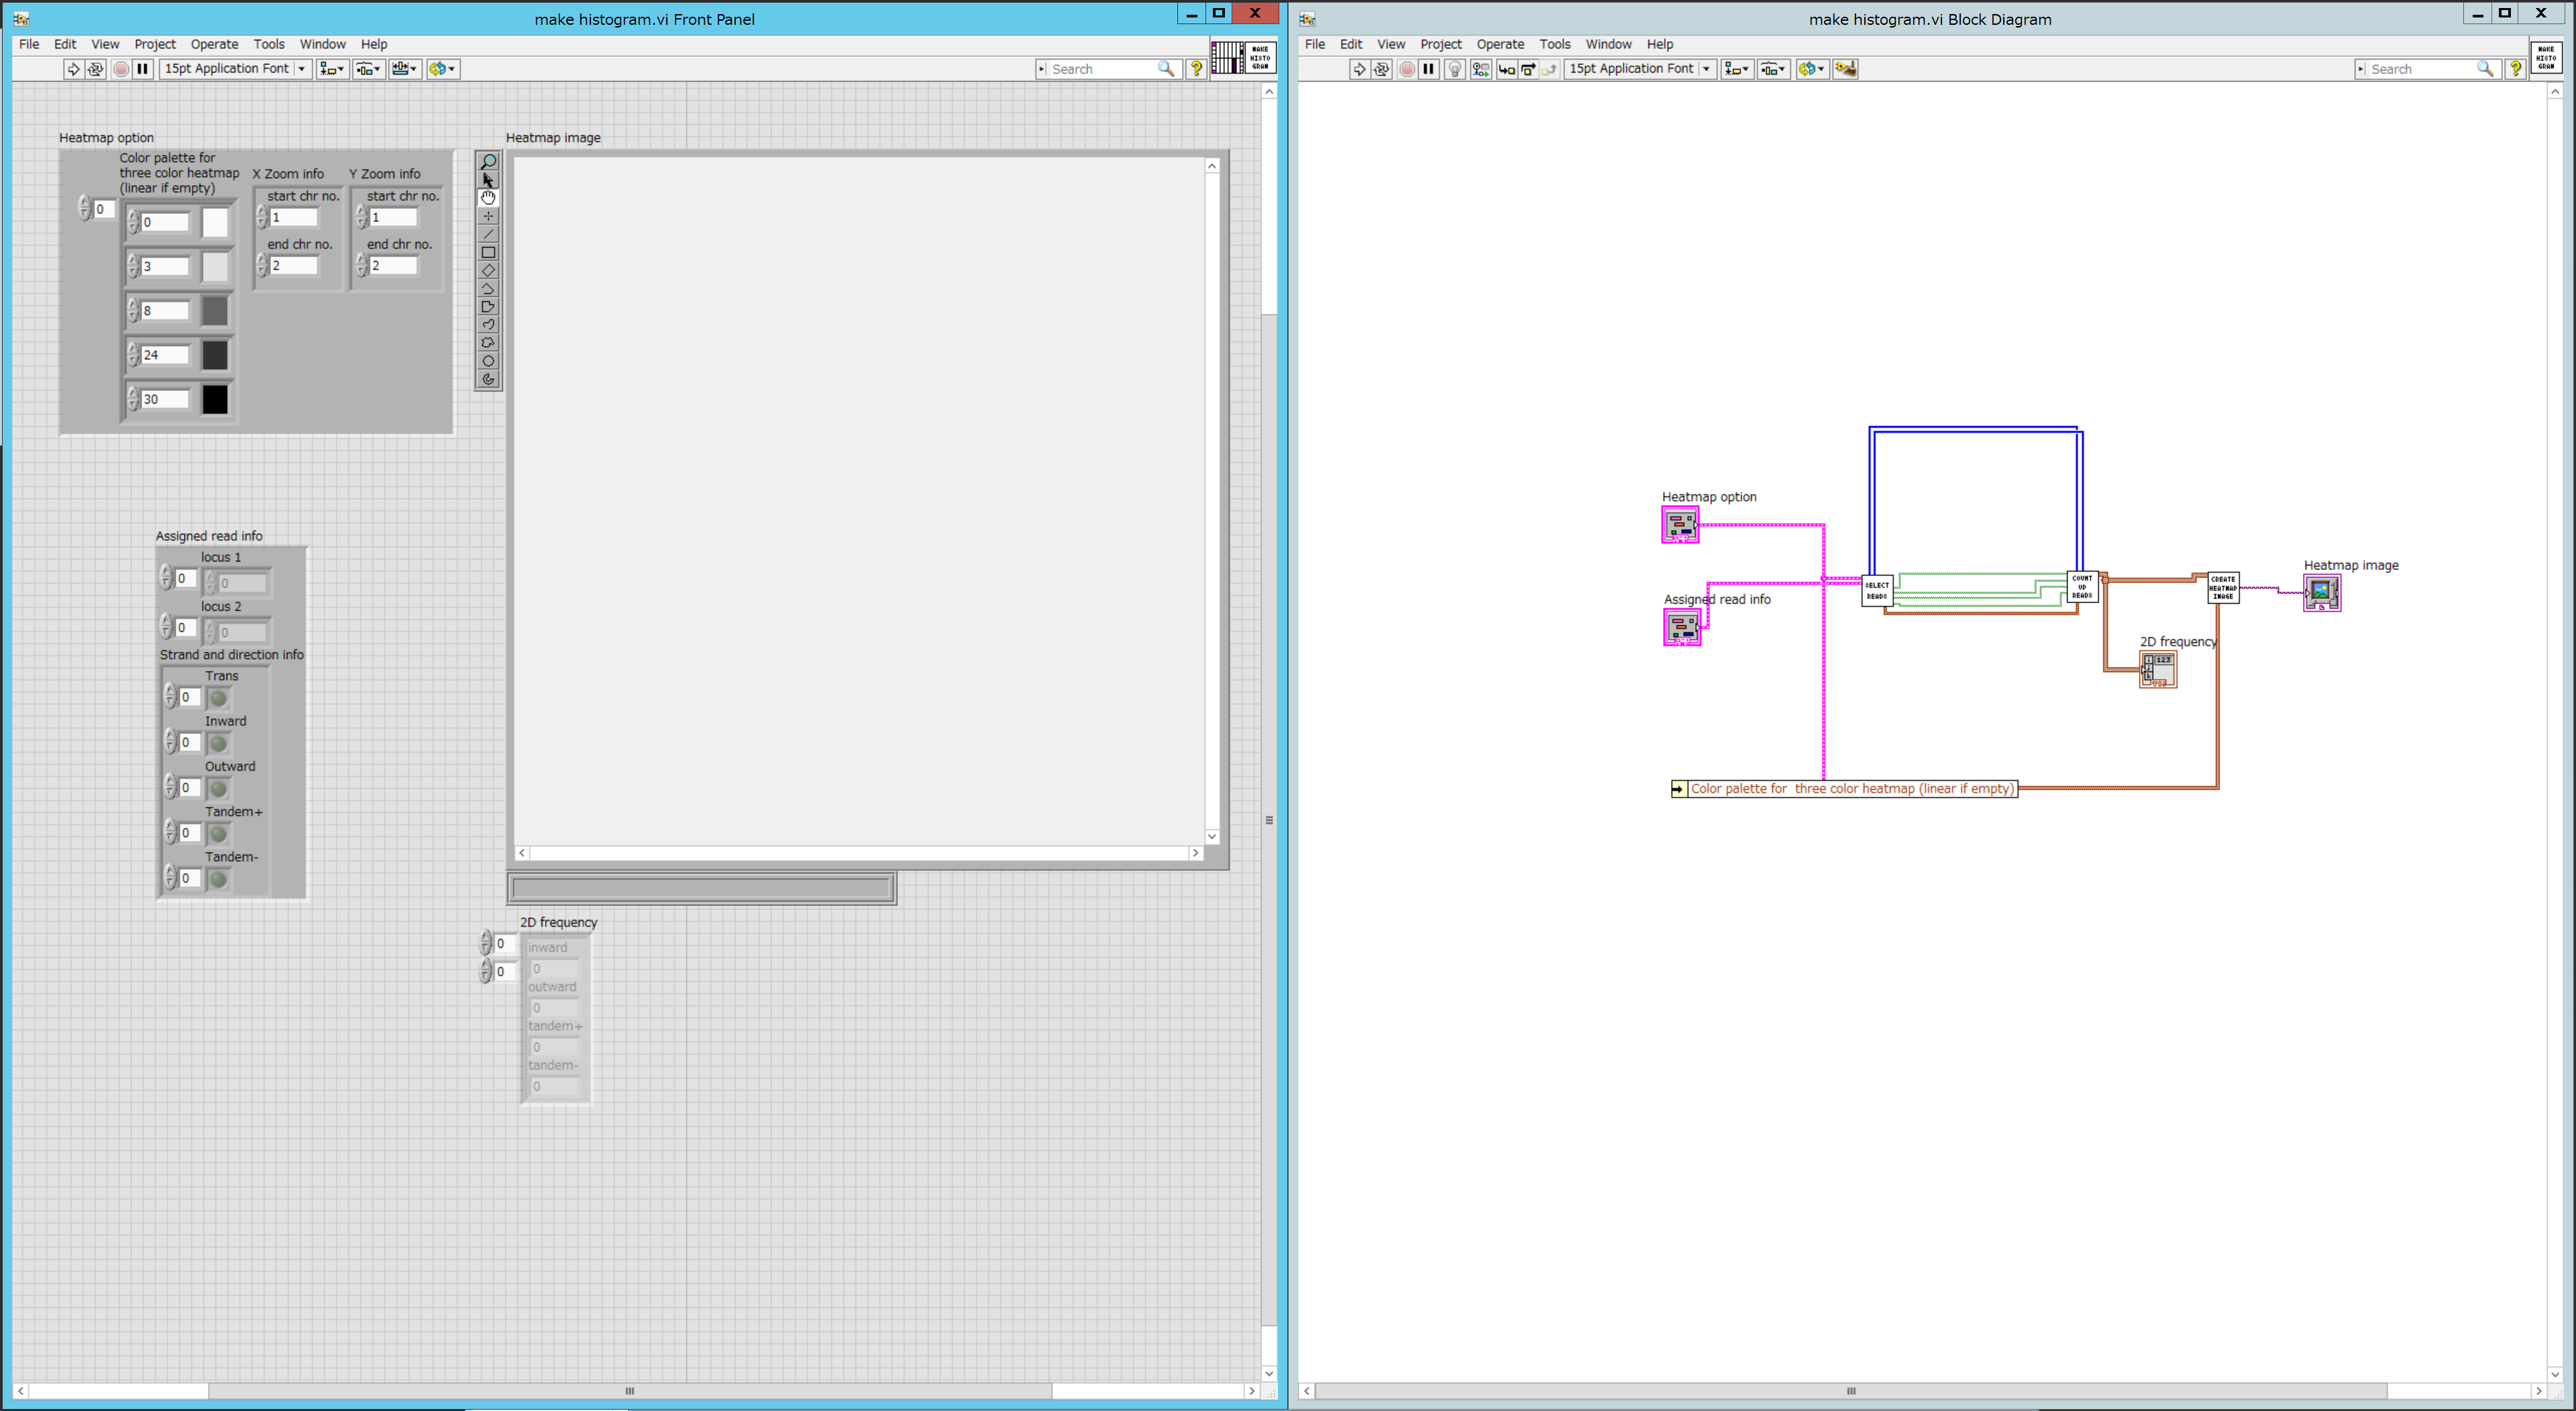 make histogram.vi Front Panel
File Edit View Project Operate Tools Window Help
15pt Application Font
Search
MAKE
HISTO
GRAM
Heatmap option
Color palette for
three color heatmap
(linear if empty)
0
0
3
8
24
30
X Zoom info
start chr no.
1
end chr no.
2
Y Zoom info
start chr no.
1
end chr no.
2
Heatmap image
Assigned read info
locus 1
0
0
locus 2
0
0
Strand and direction info
Trans
0
Inward
0
Outward
0
Tandem+
0
Tandem-
0
2D frequency
0
0
inward
0
outward
0
tandem+
0
tandem-
0
make histogram.vi Block Diagram
File Edit View Project Operate Tools Window Help
15pt Application Font
Search
MAKE
HISTO
GRAM
Heatmap option
Assigned read info
SELECT
READS
COUNT
UP
READS
CREATE
HEATMAP
IMAGE
Heatmap image
2D frequency
123
Color palette for three color heatmap (linear if empty)